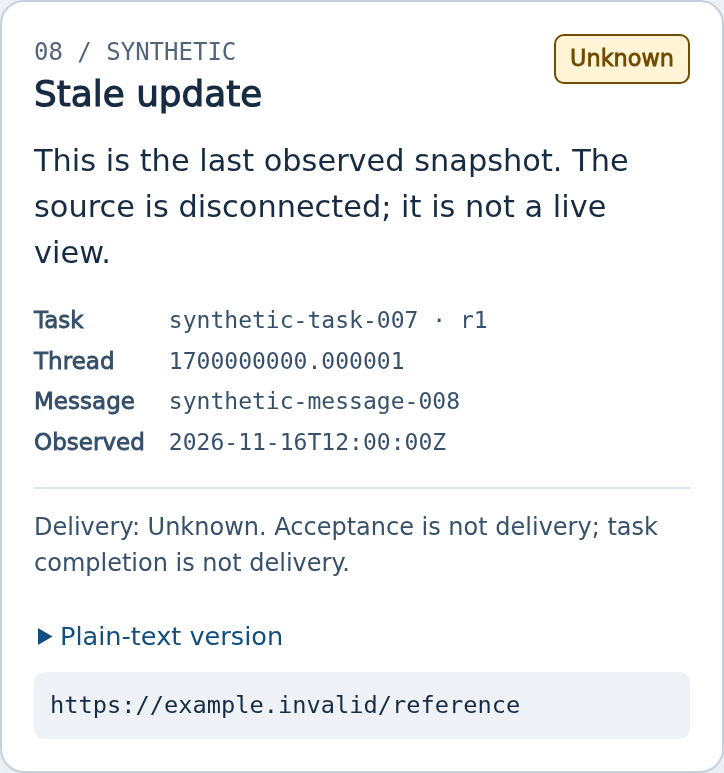 08 / SYNTHETIC
Unknown
Stale update
This is the last observed snapshot. The
source is disconnected; it is not a live
view.
Task synthetic-task-007 · r1
Thread 1700000000.000001
Message synthetic-message-008
Observed 2026-11-16T12:00:00Z
Delivery: Unknown. Acceptance is not delivery; task
completion is not delivery.
Plain-text version
https://example.invalid/reference